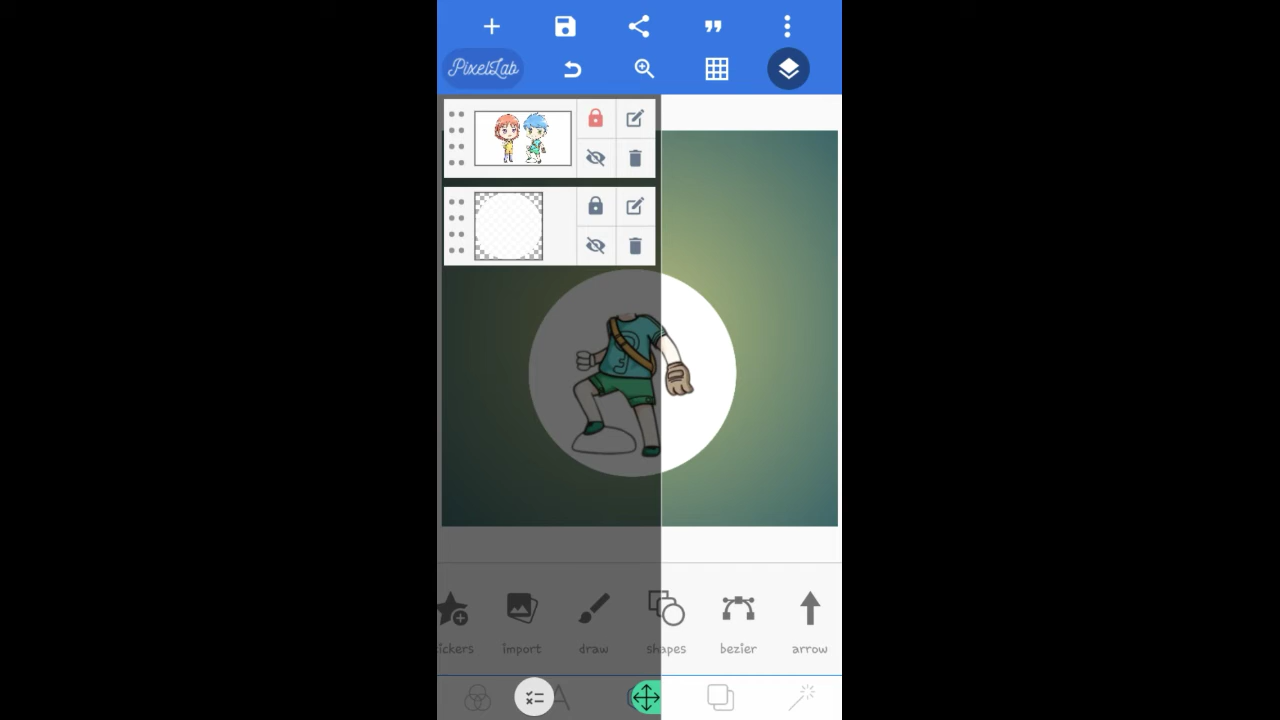 PixelLab
ickers
import
draw
shapes
bezier
arrow